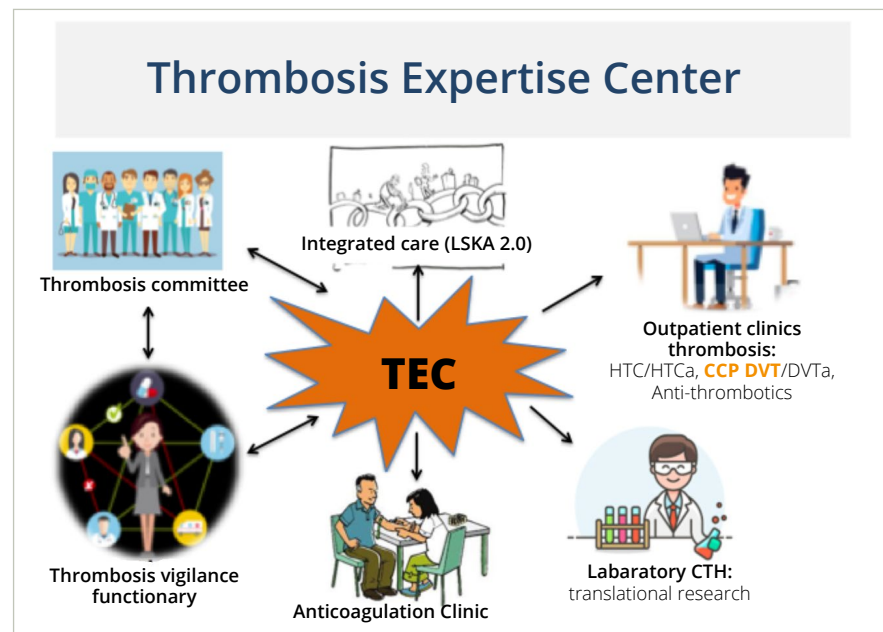 Thrombosis Expertise Center
Thrombosis committee
Integrated care (LSKA 2.0)
Outpatient clinics
thrombosis:
HTC/HTCa, CCP DVT/DVTa,
Anti-thrombotics
TEC
Thrombosis vigilance
functionary
Anticoagulation Clinic
Labaratory CTH:
translational research